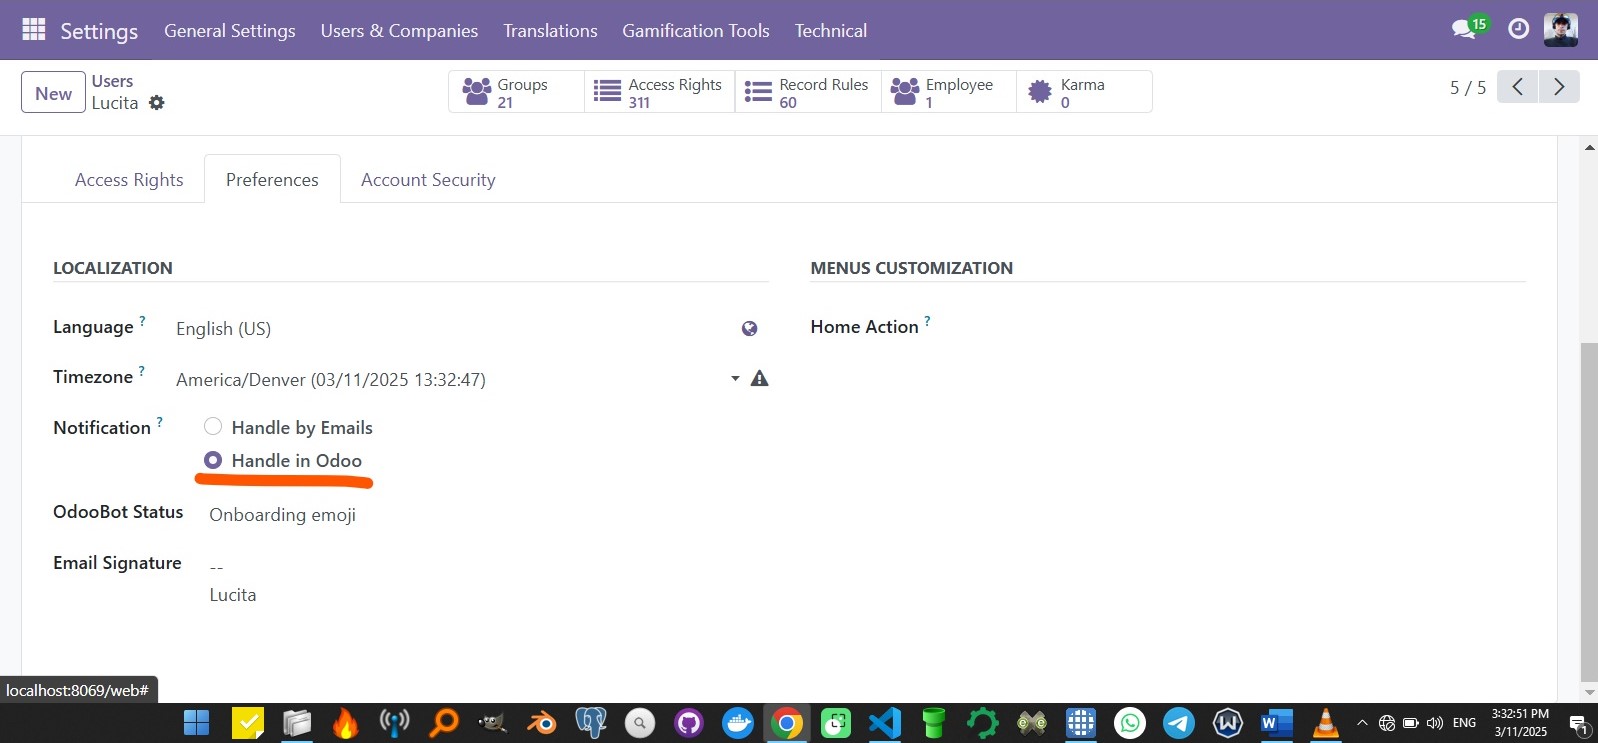 Settings General Settings Users & Companies Translations Gamification Tools Technical 15
New Users
Lucita
Groups
21
Access Rights
311
Record Rules
60
Employee
1
Karma
0
5 / 5
Access Rights Preferences Account Security
LOCALIZATION
Language ? English (US)
Timezone ? America/Denver (03/11/2025 13:32:47)
Notification ? Handle by Emails
Handle in Odoo
OdooBot Status Onboarding emoji
Email Signature --
Lucita
MENUS CUSTOMIZATION
Home Action ?
localhost:8069/web#
ENG
3:32:51 PM
3/11/2025
1